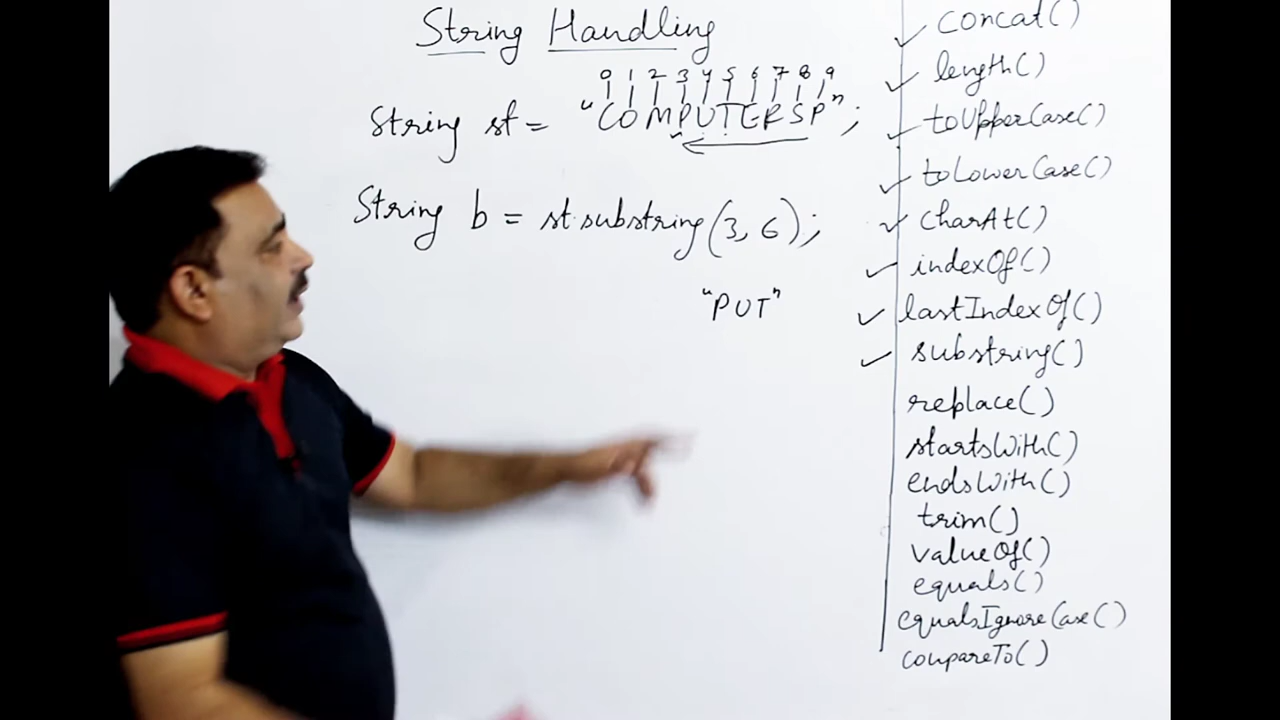 String Handling
0 1 2 3 4 5 6 7 8 9
String st = "COMPUTERSP";
String b = st.substring(3, 6);
"PUT"
concat()
length()
toUpperCase()
toLowerCase()
charAt()
indexOf()
lastIndexOf()
substring()
replace()
startsWith()
endsWith()
trim()
valueOf()
equals()
equalsIgnoreCase()
compareTo()